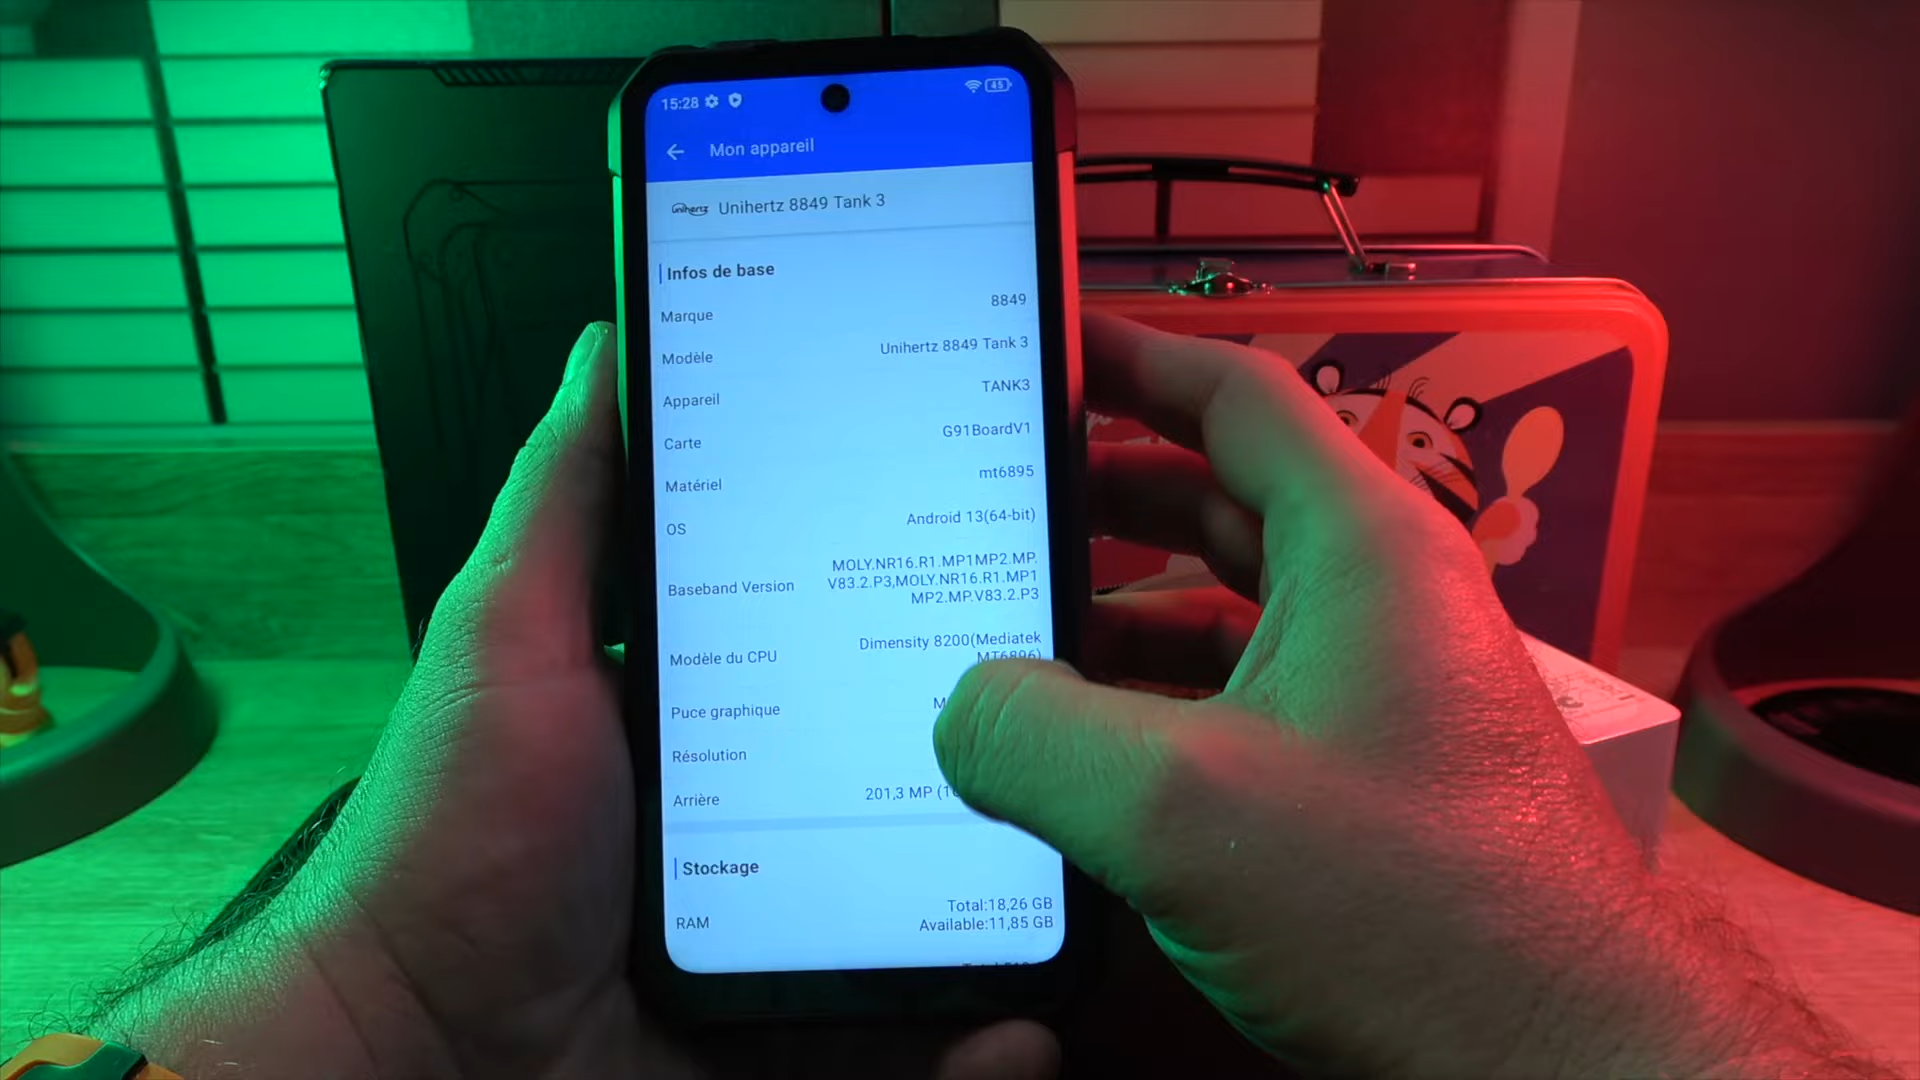 15:28
45
Mon appareil
unihertz Unihertz 8849 Tank 3
Infos de base
Marque 8849
Modèle Unihertz 8849 Tank 3
Appareil TANK3
Carte G91BoardV1
Matériel mt6895
OS Android 13(64-bit)
Baseband Version MOLY.NR16.R1.MP1MP2.MP.
V83.2.P3,MOLY.NR16.R1.MP1
MP2.MP.V83.2.P3
Modèle du CPU Dimensity 8200(Mediatek
MT6896)
Puce graphique
Résolution
Arrière 201,3 MP
Stockage
RAM Total:18,26 GB
Available:11,85 GB